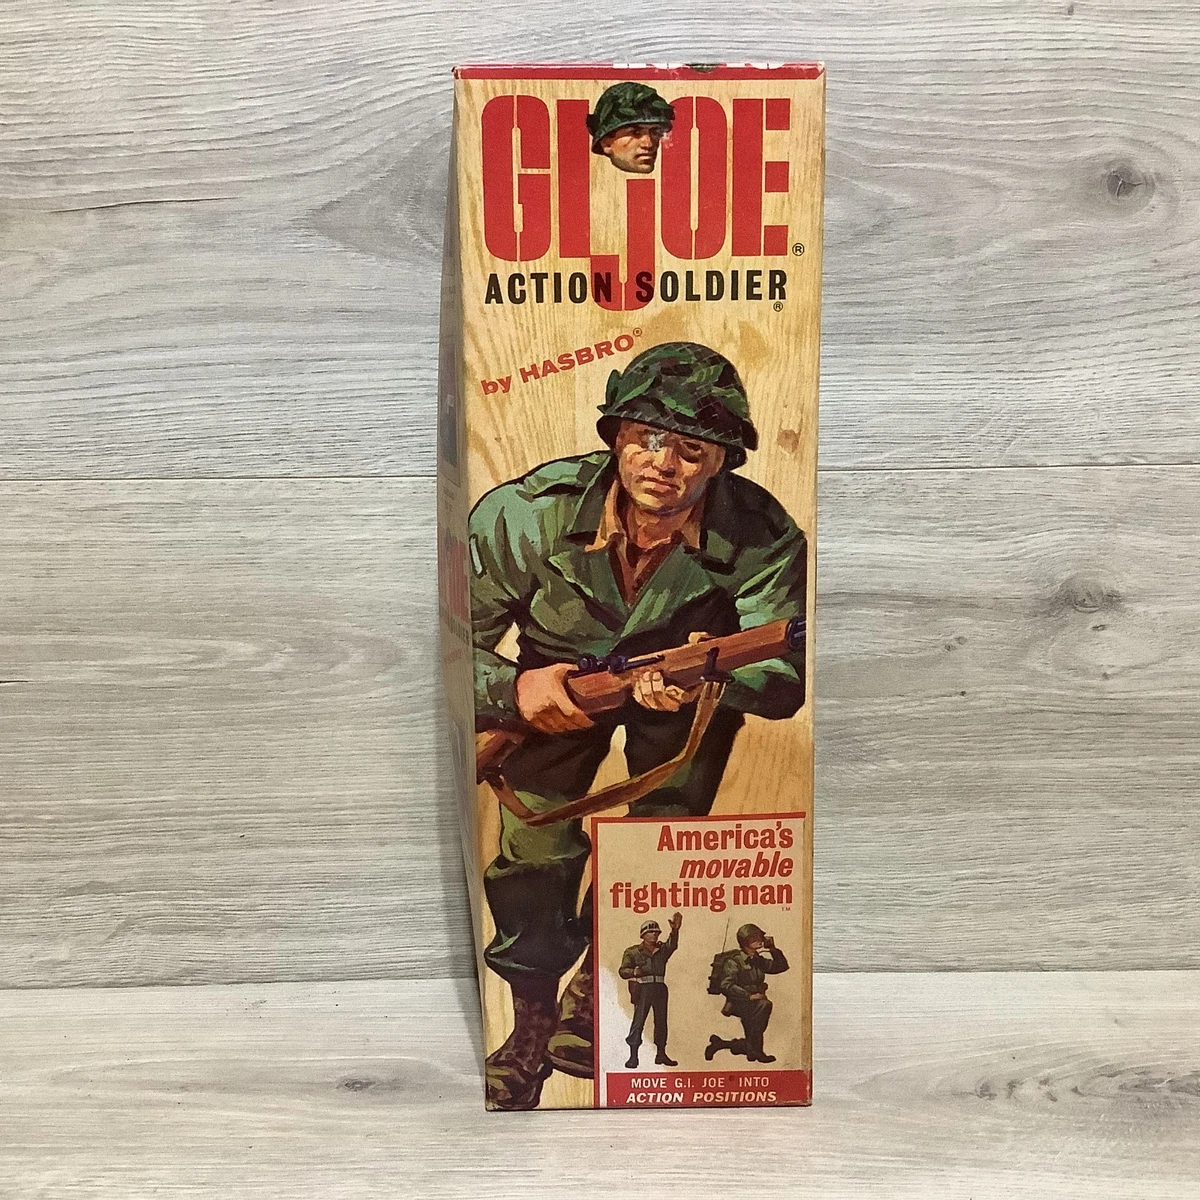 GI JOE ®
ACTION SOLDIER ®
by HASBRO®
America's
movable
fighting man
TM
MOVE G.I. JOE® INTO
ACTION POSITIONS